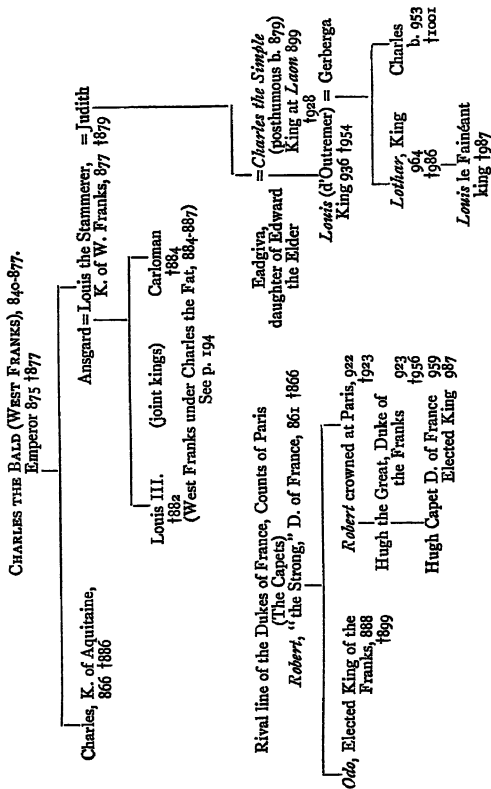 CHARLES THE BALD (WEST FRANKS), 840-877.
Emperor 875 †877
Charles, K. of Aquitaine,
866 †886
Ansgard = Louis the Stammerer, = Judith
K. of W. Franks, 877 †879
Louis III. (joint kings) Carloman
†882 †884
(West Franks under Charles the Fat, 884-887)
See p. 194
Eadgiva, = Charles the Simple
daughter of Edward (posthumous b. 879)
the Elder King at Laon 899
†928
Louis (d'Outremer) = Gerberga
King 936 †954
Lothar, King Charles
964 b. 953
†986 †1001
Louis le Fainéant
king †987
Rival line of the Dukes of France, Counts of Paris
(The Capets)
Robert, "the Strong," D. of France, 861 †866
Odo, Elected King of the
Franks, 888
†899
Robert crowned at Paris, 922
†923
Hugh the Great, Duke of 923
the Franks †956
Hugh Capet D. of France 959
Elected King 987